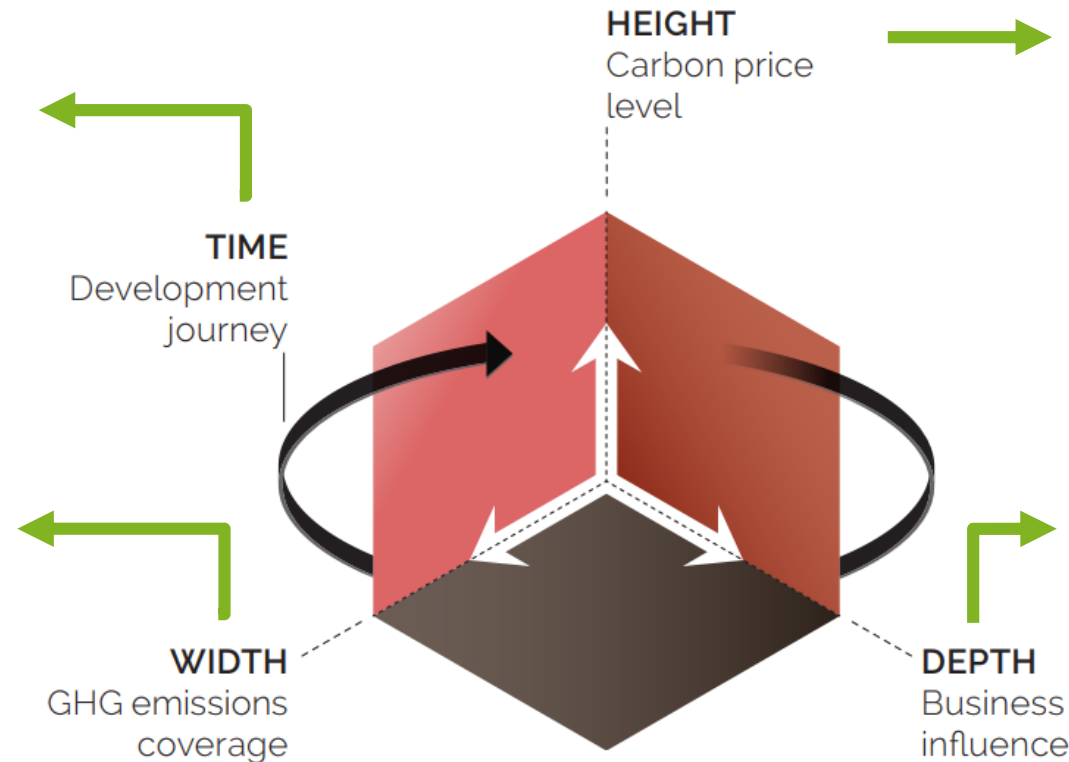 HEIGHT
Carbon price
level
TIME
Development
journey
WIDTH
GHG emissions
coverage
DEPTH
Business
influence